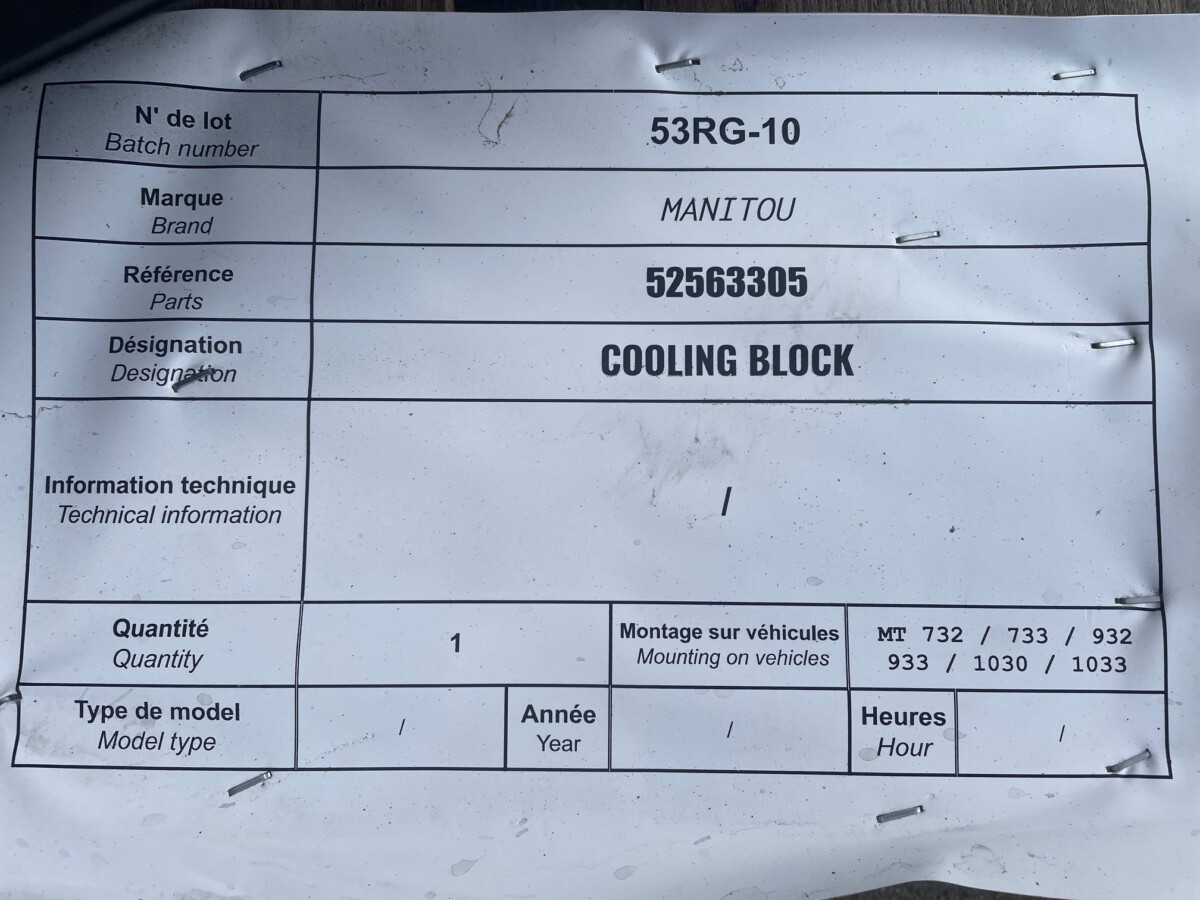 N' de lot
Batch number
53RG-10
Marque
Brand
MANITOU
Référence
Parts
52563305
Désignation
Designation
COOLING BLOCK
Information technique
Technical information
/
Quantité
Quantity
1
Montage sur véhicules
Mounting on vehicles
MT 732 / 733 / 932
933 / 1030 / 1033
Type de model
Model type
/
Année
Year
/
Heures
Hour
/